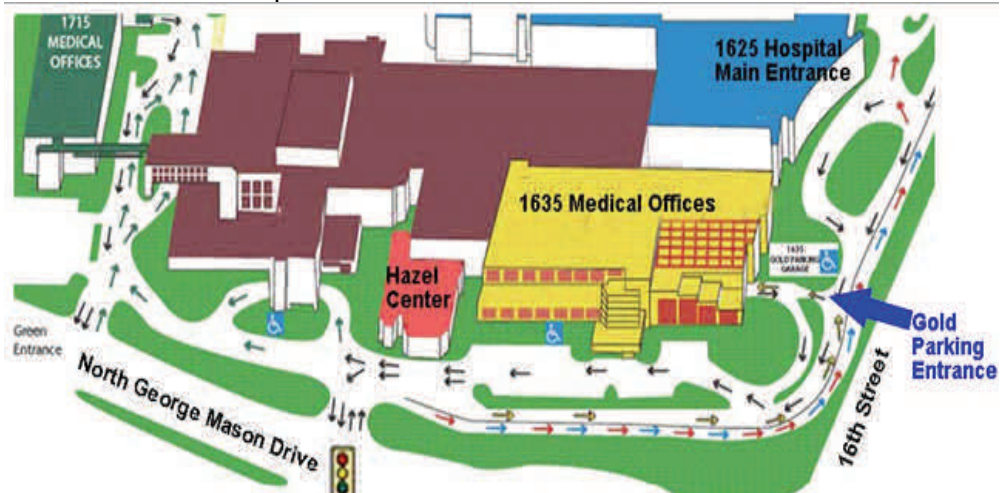 1715
MEDICAL
OFFICES
1625 Hospital
Main Entrance
1635 Medical Offices
1635
GOLD PARKING
GARAGE
Hazel
Center
Gold
Parking
Entrance
Green
Entrance
North George Mason Drive
16th Street